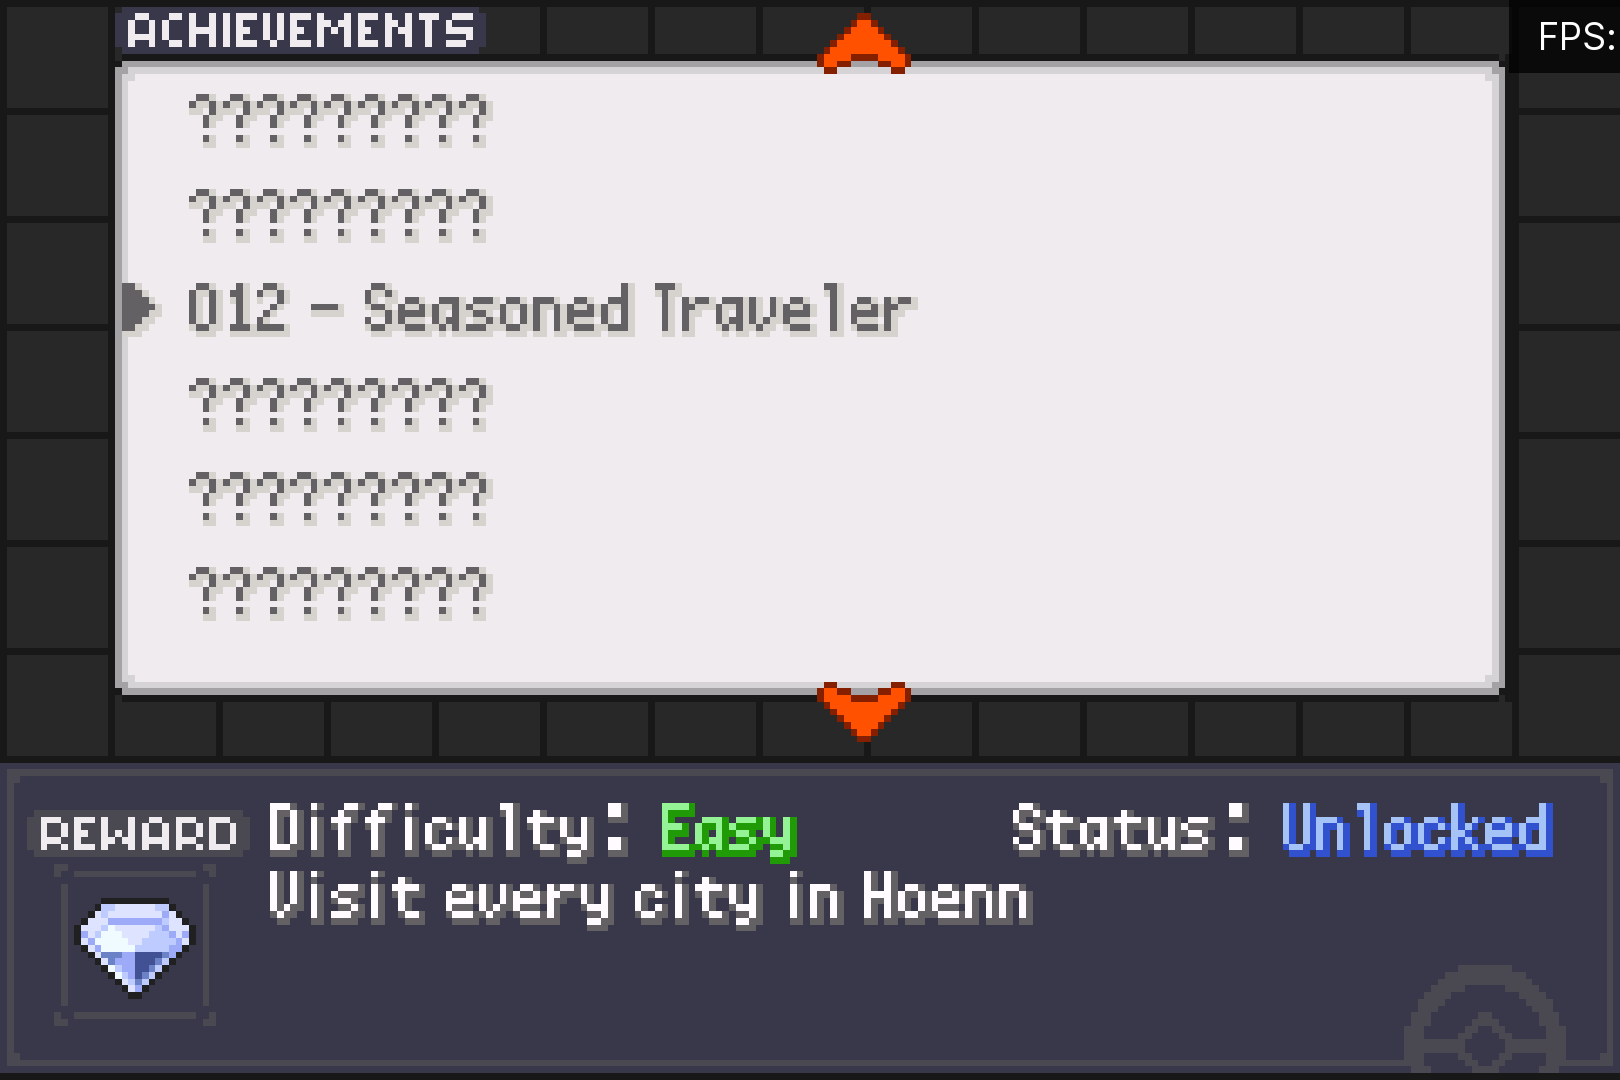 ACHIEVEMENTS
FPS:
?????????
?????????
012 - Seasoned Traveler
?????????
?????????
?????????
REWARD
Difficulty: Easy
Status: Unlocked
Visit every city in Hoenn